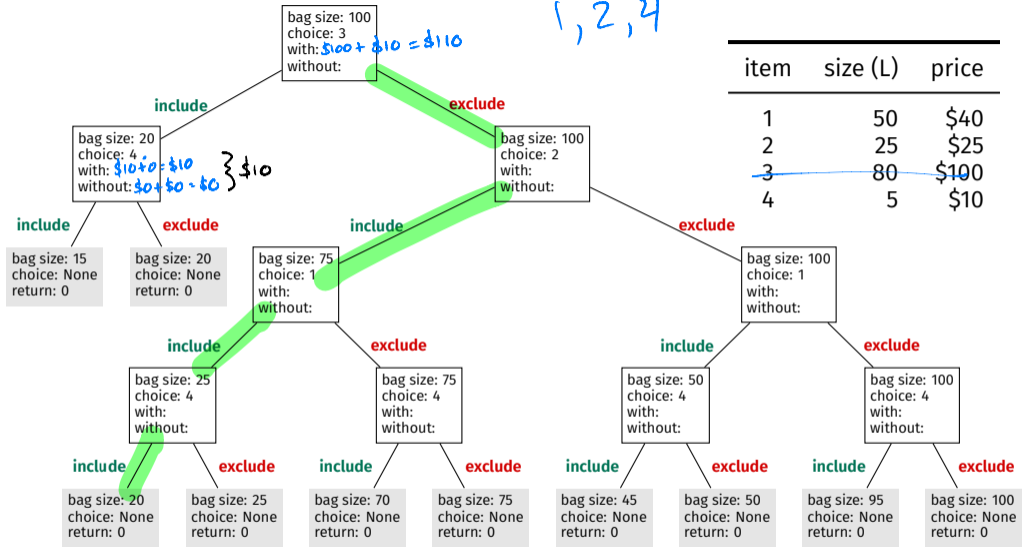 1, 2, 4
bag size: 100
choice: 3
with: $100 + $10 = $110
without:
item size (L) price
1 50 $40
2 25 $25
3 80 $100
4 5 $10
include
exclude
bag size: 20
choice: 4
with: $10+0=$10
without: $0+$0=$0
} $10
bag size: 100
choice: 2
with:
without:
include
exclude
include
exclude
bag size: 15
choice: None
return: 0
bag size: 20
choice: None
return: 0
bag size: 75
choice: 1
with:
without:
bag size: 100
choice: 1
with:
without:
include
exclude
include
exclude
bag size: 25
choice: 4
with:
without:
bag size: 75
choice: 4
with:
without:
bag size: 50
choice: 4
with:
without:
bag size: 100
choice: 4
with:
without:
include
exclude
include
exclude
include
exclude
include
exclude
bag size: 20
choice: None
return: 0
bag size: 25
choice: None
return: 0
bag size: 70
choice: None
return: 0
bag size: 75
choice: None
return: 0
bag size: 45
choice: None
return: 0
bag size: 50
choice: None
return: 0
bag size: 95
choice: None
return: 0
bag size: 100
choice: None
return: 0